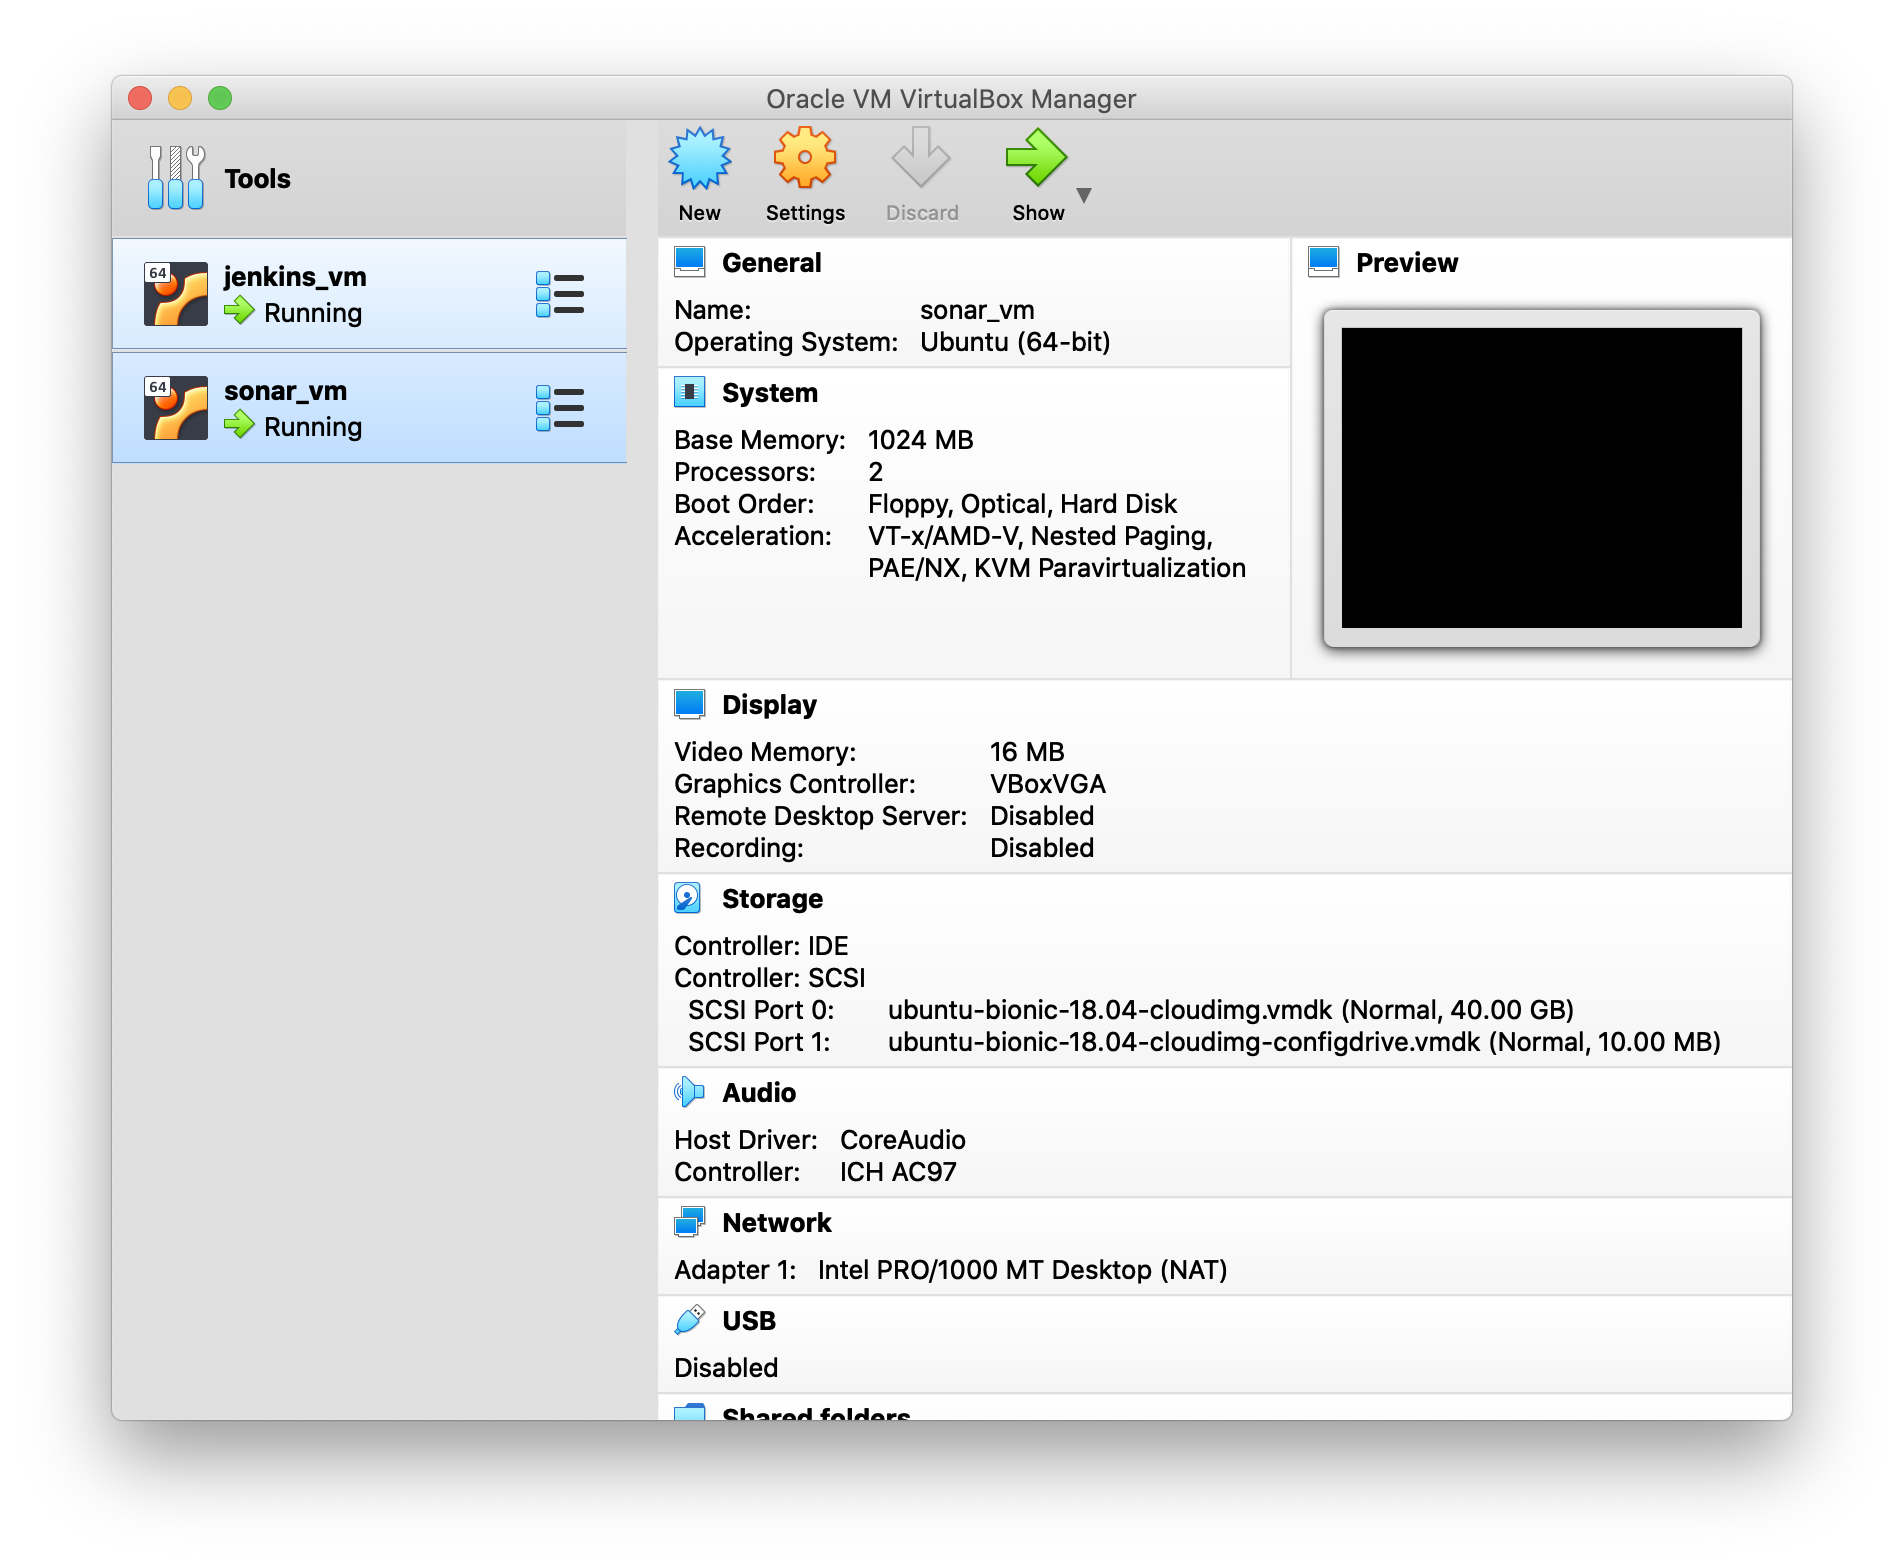 Oracle VM VirtualBox Manager
Tools
New
Settings
Discard
Show
64
jenkins_vm
Running
64
sonar_vm
Running
General
Name: sonar_vm
Operating System: Ubuntu (64-bit)
Preview
System
Base Memory: 1024 MB
Processors: 2
Boot Order: Floppy, Optical, Hard Disk
Acceleration: VT-x/AMD-V, Nested Paging,
PAE/NX, KVM Paravirtualization
Display
Video Memory: 16 MB
Graphics Controller: VBoxVGA
Remote Desktop Server: Disabled
Recording: Disabled
Storage
Controller: IDE
Controller: SCSI
SCSI Port 0: ubuntu-bionic-18.04-cloudimg.vmdk (Normal, 40.00 GB)
SCSI Port 1: ubuntu-bionic-18.04-cloudimg-configdrive.vmdk (Normal, 10.00 MB)
Audio
Host Driver: CoreAudio
Controller: ICH AC97
Network
Adapter 1: Intel PRO/1000 MT Desktop (NAT)
USB
Disabled
Shared folders